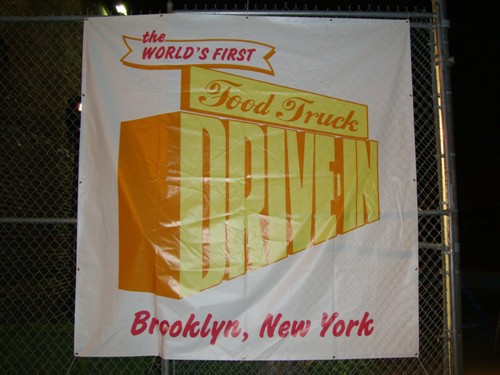 the
WORLD'S FIRST
Food Truck
DRIVE-IN
Brooklyn, New York